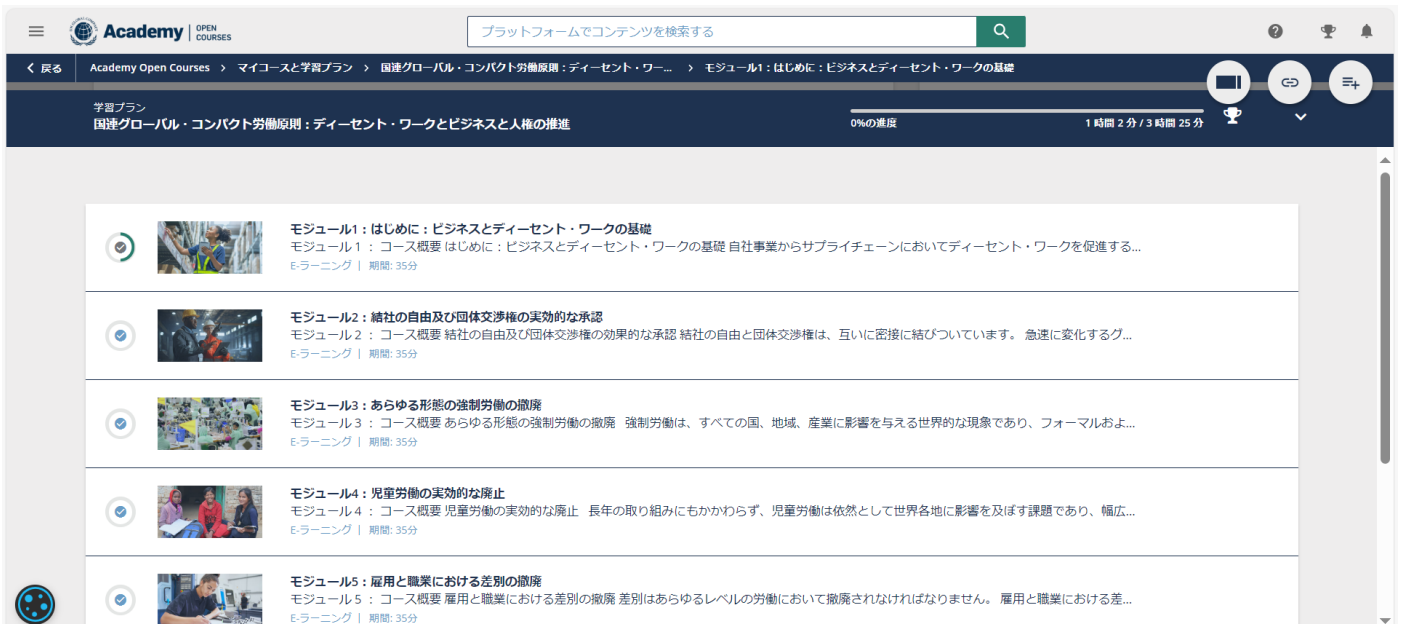 Academy OPEN COURSES
プラットフォームでコンテンツを検索する
戻る
Academy Open Courses > マイコースと学習プラン > 国連グローバル・コンパクト労働原則：ディーセント・ワー... > モジュール1：はじめに：ビジネスとディーセント・ワークの基礎
学習プラン
国連グローバル・コンパクト労働原則：ディーセント・ワークとビジネスと人権の推進
0%の進度
1 時間 2 分 / 3 時間 25 分
モジュール1：はじめに：ビジネスとディーセント・ワークの基礎
モジュール 1 ： コース概要 はじめに：ビジネスとディーセント・ワークの基礎 自社事業からサプライチェーンにおいてディーセント・ワークを促進する...
E-ラーニング | 期間: 35分
モジュール2：結社の自由及び団体交渉権の実効的な承認
モジュール 2 ： コース概要 結社の自由及び団体交渉権の効果的な承認 結社の自由と団体交渉権は、互いに密接に結びついています。 急速に変化するグ...
E-ラーニング | 期間: 35分
モジュール3：あらゆる形態の強制労働の撤廃
モジュール 3 ： コース概要 あらゆる形態の強制労働の撤廃 強制労働は、すべての国、地域、産業に影響を与える世界的な現象であり、フォーマルおよ...
E-ラーニング | 期間: 35分
モジュール4：児童労働の実効的な廃止
モジュール 4 ： コース概要 児童労働の実効的な廃止 長年の取り組みにもかかわらず、児童労働は依然として世界各地に影響を及ぼす課題であり、幅広...
E-ラーニング | 期間: 35分
モジュール5：雇用と職業における差別の撤廃
モジュール 5 ： コース概要 雇用と職業における差別の撤廃 差別はあらゆるレベルの労働において撤廃されなければなりません。 雇用と職業における差...
E-ラーニング | 期間: 35分